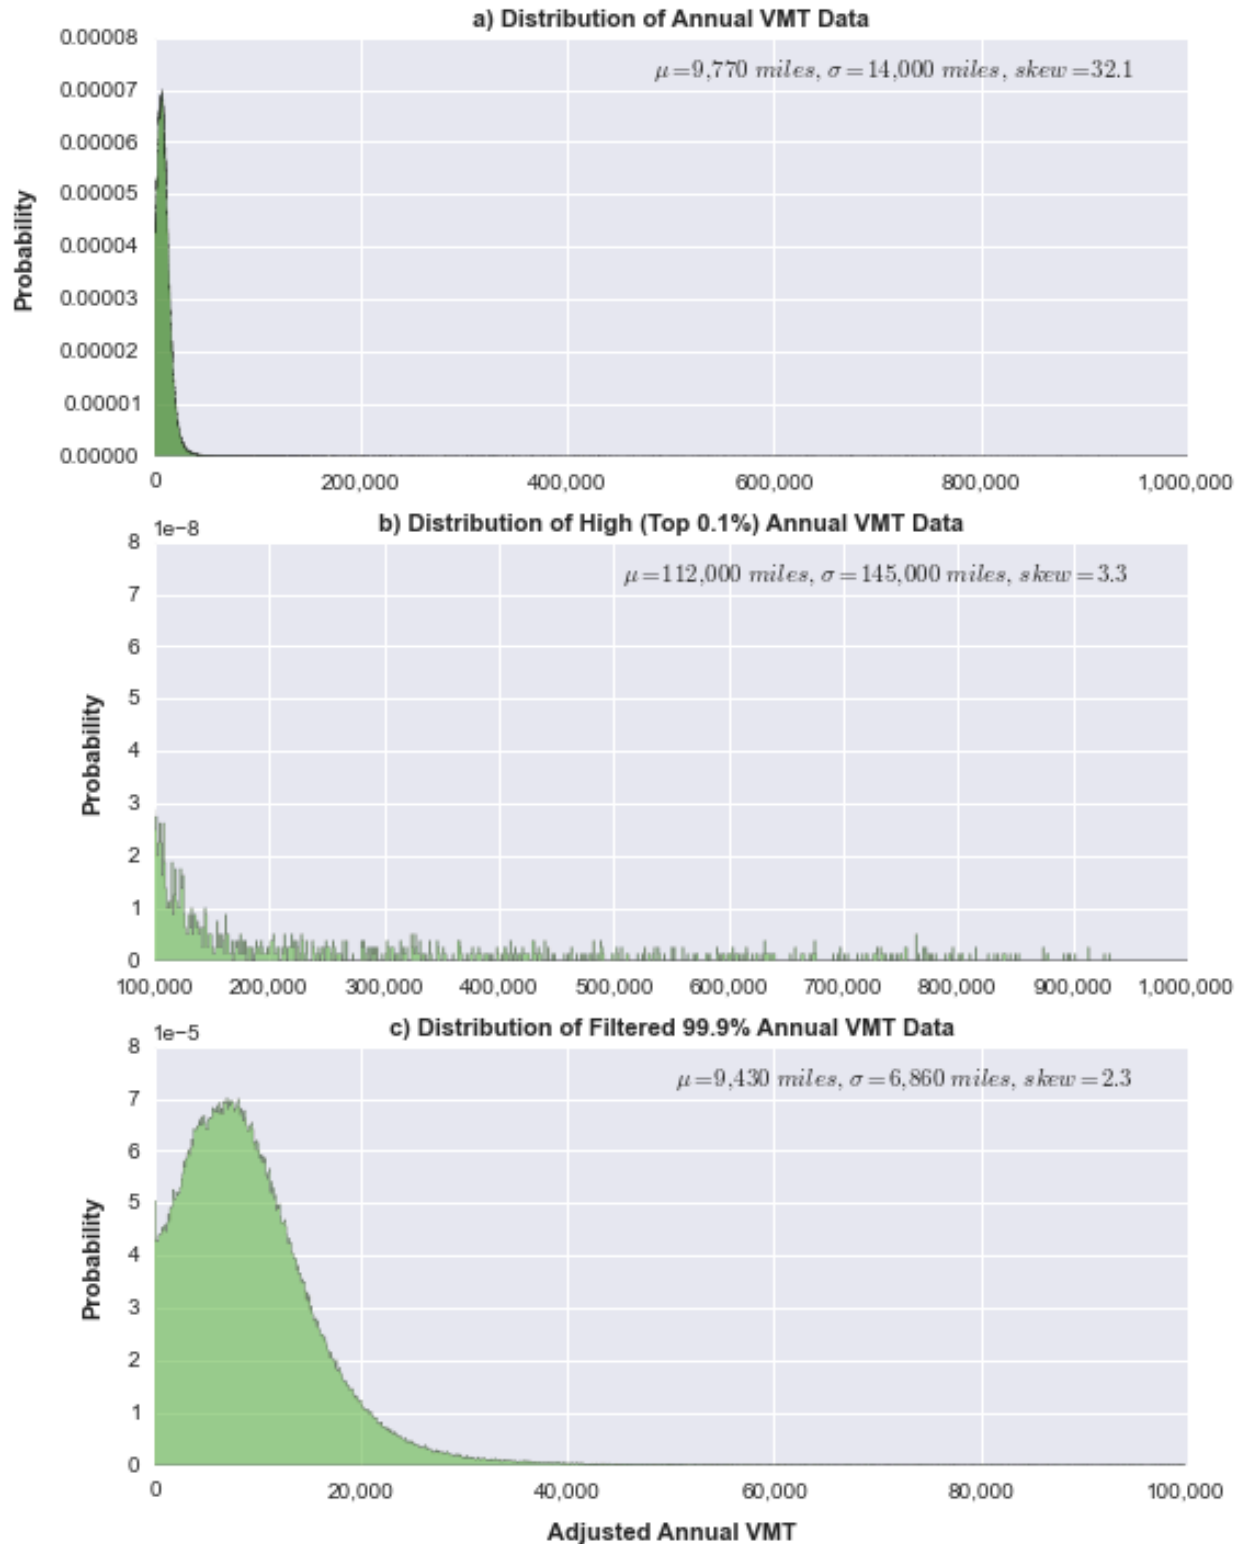 a) Distribution of Annual VMT Data
0.00008
μ=9,770 miles, σ=14,000 miles, skew=32.1
0.00007
0.00006
0.00005
0.00004
0.00003
0.00002
0.00001
0.00000
Probability
0 200,000 400,000 600,000 800,000 1,000,000
1e−8
b) Distribution of High (Top 0.1%) Annual VMT Data
8
μ=112,000 miles, σ=145,000 miles, skew=3.3
7
6
5
4
3
2
1
0
Probability
100,000 200,000 300,000 400,000 500,000 600,000 700,000 800,000 900,000 1,000,000
1e−5
c) Distribution of Filtered 99.9% Annual VMT Data
8
μ=9,430 miles, σ=6,860 miles, skew=2.3
7
6
5
4
3
2
1
0
Probability
0 20,000 40,000 60,000 80,000 100,000
Adjusted Annual VMT